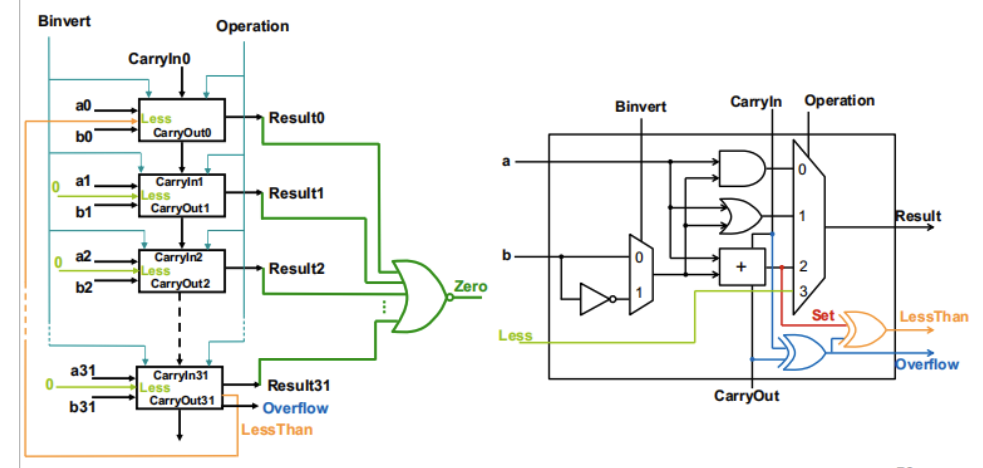 Binvert
Operation
CarryIn0
a0
Less
Result0
b0
CarryOut0
CarryIn1
a1
0
Less
Result1
b1
CarryOut1
CarryIn2
a2
0
Less
Result2
b2
CarryOut2
Zero
a31
CarryIn31
0
Less
Result31
b31
CarryOut31
Overflow
LessThan
Binvert
CarryIn
Operation
a
0
1
Result
b
0
+
2
1
3
Less
Set
LessThan
Overflow
CarryOut